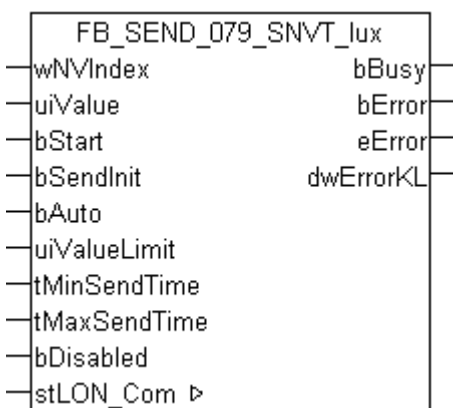 FB_SEND_079_SNVT_lux
wNVIndex bBusy
uiValue bError
bStart eError
bSendInit dwErrorKL
bAuto
uiValueLimit
tMinSendTime
tMaxSendTime
bDisabled
stLON_Com ▷